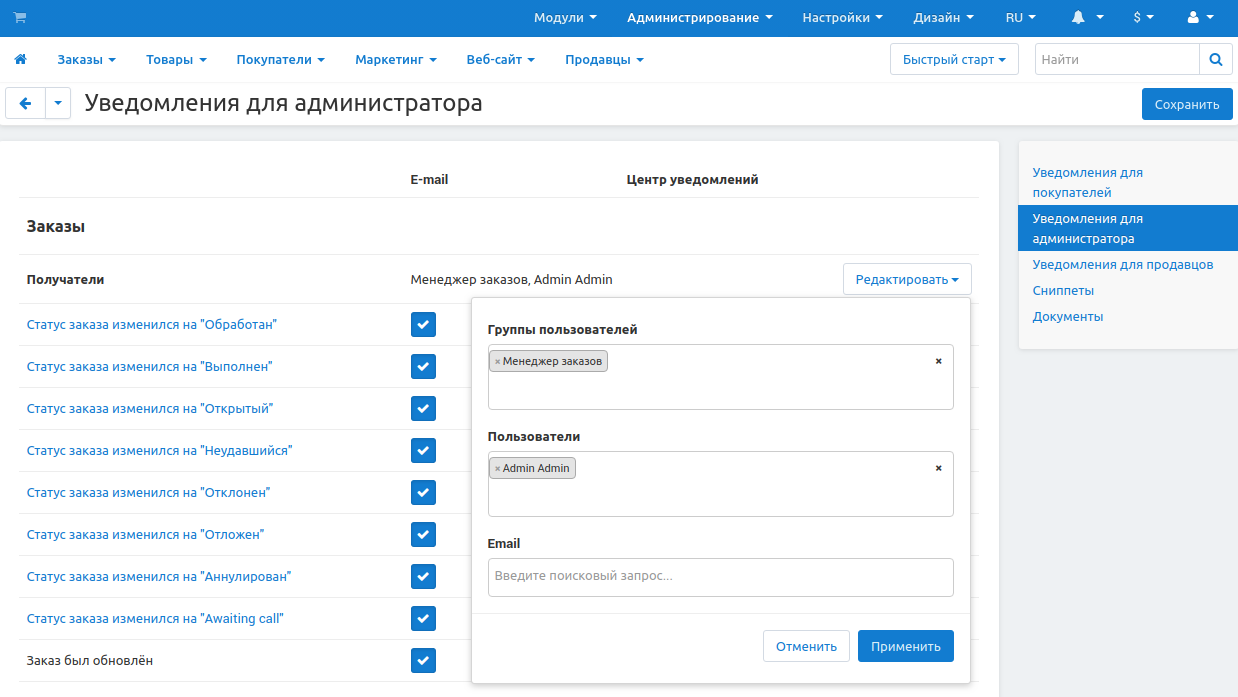 Модули Администрирование Настройки Дизайн RU $
Заказы Товары Покупатели Маркетинг Веб-сайт Продавцы Быстрый старт Найти
Уведомления для администратора Сохранить
E-mail Центр уведомлений
Заказы
Получатели Менеджер заказов, Admin Admin Редактировать
Статус заказа изменился на "Обработан"
Статус заказа изменился на "Выполнен"
Статус заказа изменился на "Открытый"
Статус заказа изменился на "Неудавшийся"
Статус заказа изменился на "Отклонен"
Статус заказа изменился на "Отложен"
Статус заказа изменился на "Аннулирован"
Статус заказа изменился на "Awaiting call"
Заказ был обновлён
Группы пользователей
× Менеджер заказов ×
Пользователи
× Admin Admin ×
Email
Введите поисковый запрос...
Отменить Применить
Уведомления для
покупателей
Уведомления для
администратора
Уведомления для продавцов
Сниппеты
Документы